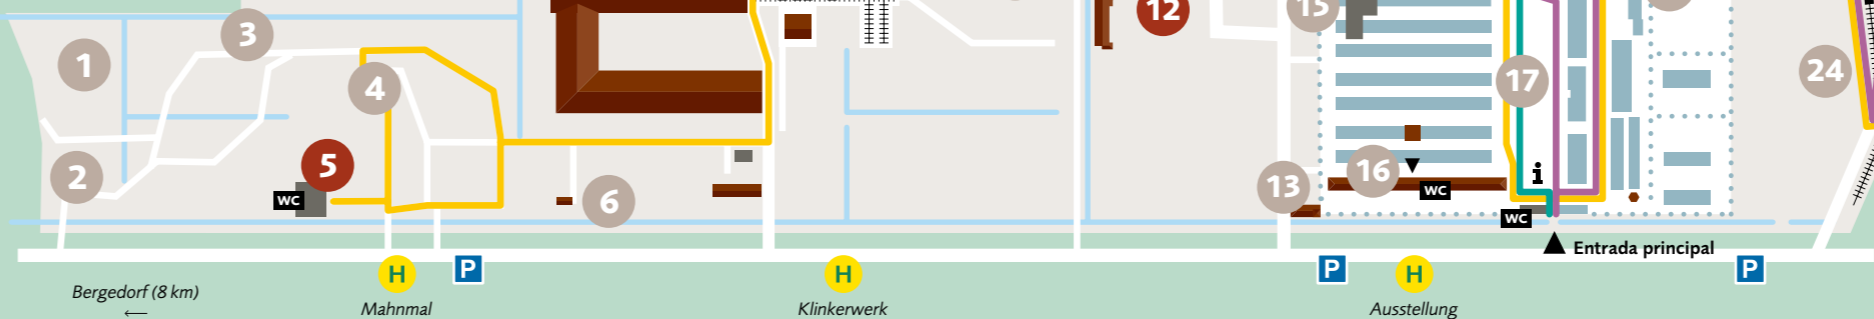 12
15
3
1
24
17
4
5
16
i
2
13
WC
6
WC
WC
Entrada principal
H
P
H
P
H
P
Bergedorf (8 km)
←
Mahnmal
Klinkerwerk
Ausstellung